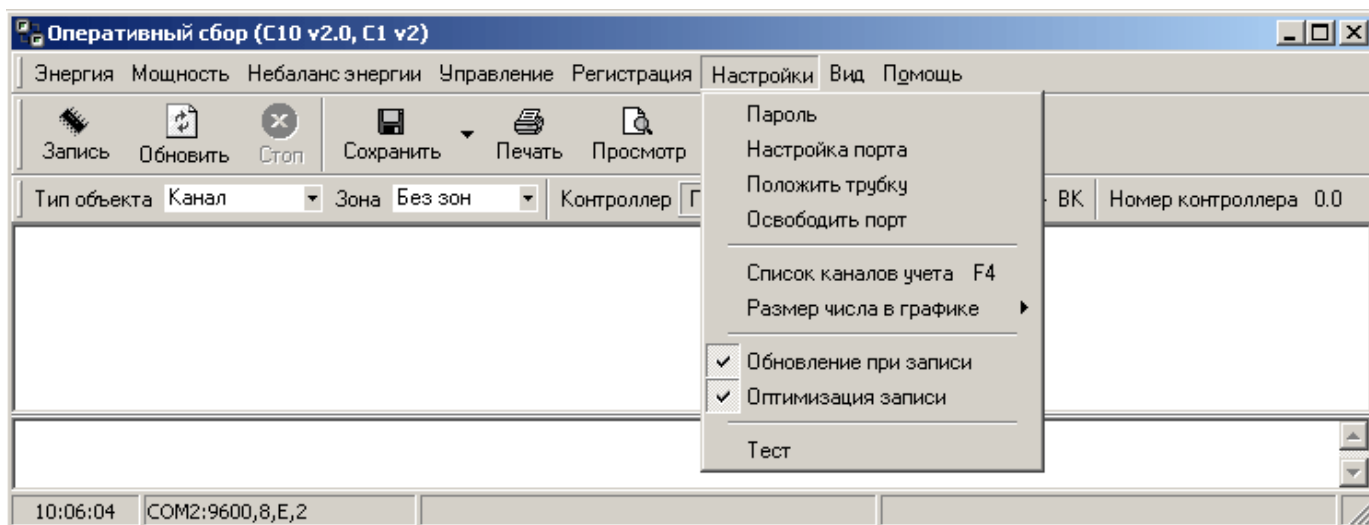 Оперативный сбор (C10 v2.0, C1 v2)
Энергия Мощность Небаланс энергии Управление Регистрация Настройки Вид Помощь
Запись Обновить Стоп Сохранить Печать Просмотр
Тип объекта Канал Зона Без зон Контроллер ВК Номер контроллера 0.0
Пароль
Настройка порта
Положить трубку
Освободить порт
Список каналов учета F4
Размер числа в графике
Обновление при записи
Оптимизация записи
Тест
10:06:04 COM2:9600,8,E,2